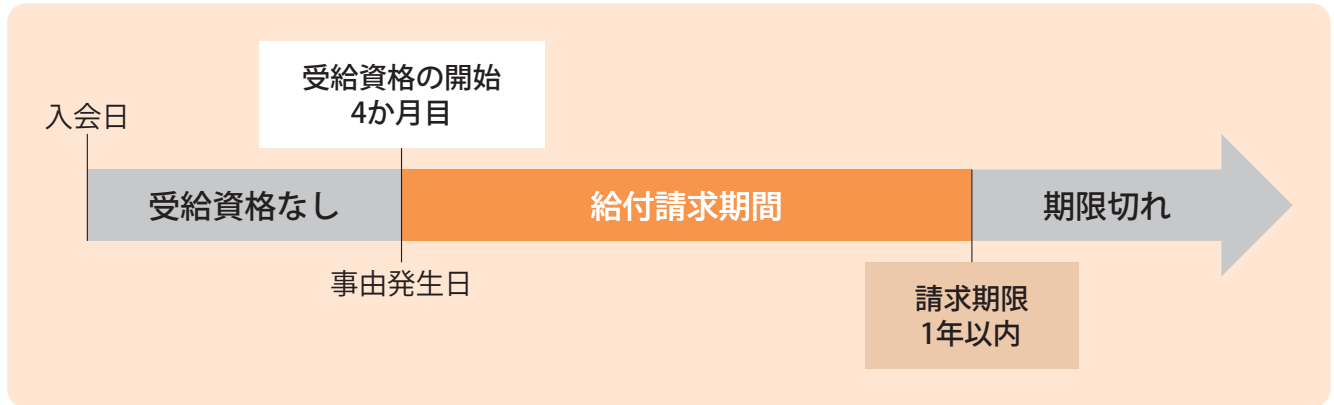 受給資格の開始
4か月目
入会日
受給資格なし
給付請求期間
期限切れ
事由発生日
請求期限
1年以内